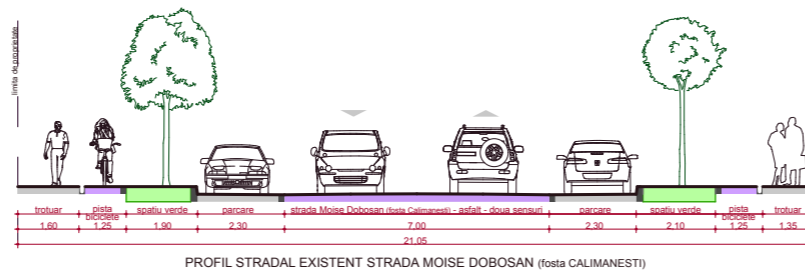 limita de proprietate
trotuar pista biciclete spatiu verde parcare strada Moise Dobosan (fosta Calimanesti) - asfalt - doua sensuri parcare spatiu verde pista biciclete trotuar
1,60 1,25 1,90 2,30 7,00 2,30 2,10 1,25 1,35
21,05
PROFIL STRADAL EXISTENT STRADA MOISE DOBOSAN (fosta CALIMANESTI)